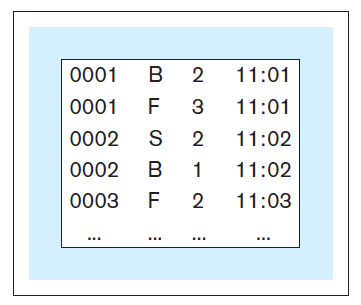 0001 B 2 11:01
0001 F 3 11:01
0002 S 2 11:02
0002 B 1 11:02
0003 F 2 11:03
... ... ... ...